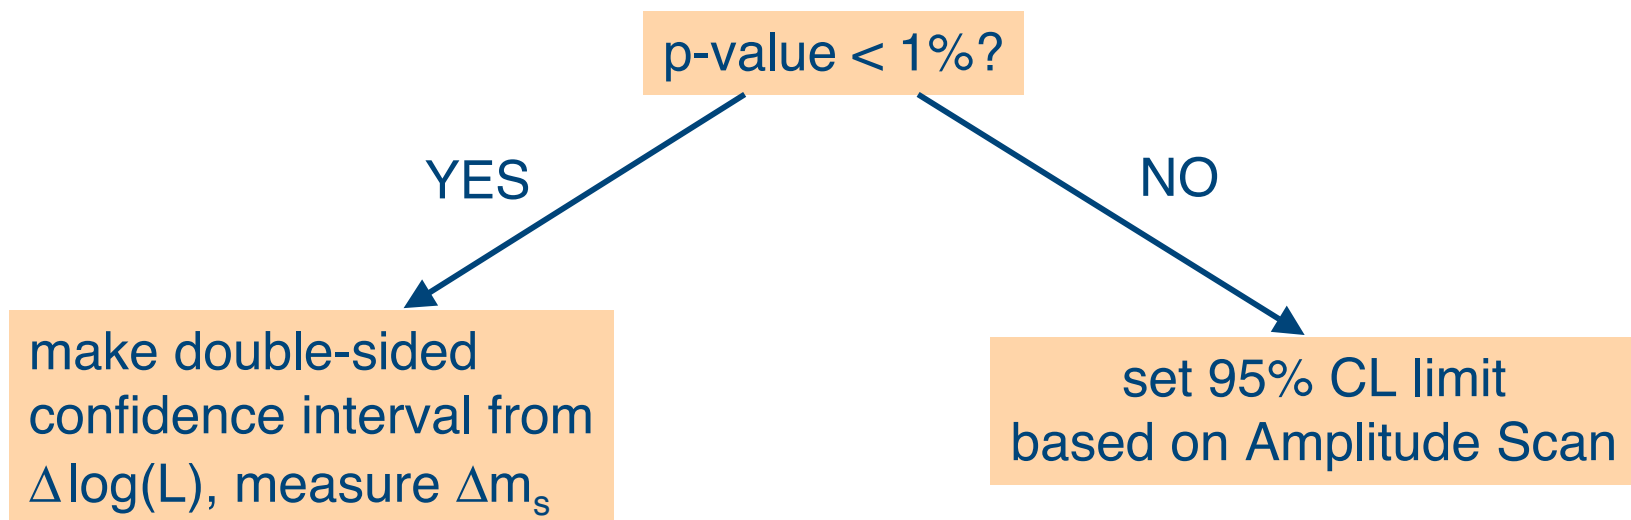 p-value < 1%?
YES
NO
make double-sided
confidence interval from
Δlog(L), measure Δmₛ
set 95% CL limit
based on Amplitude Scan